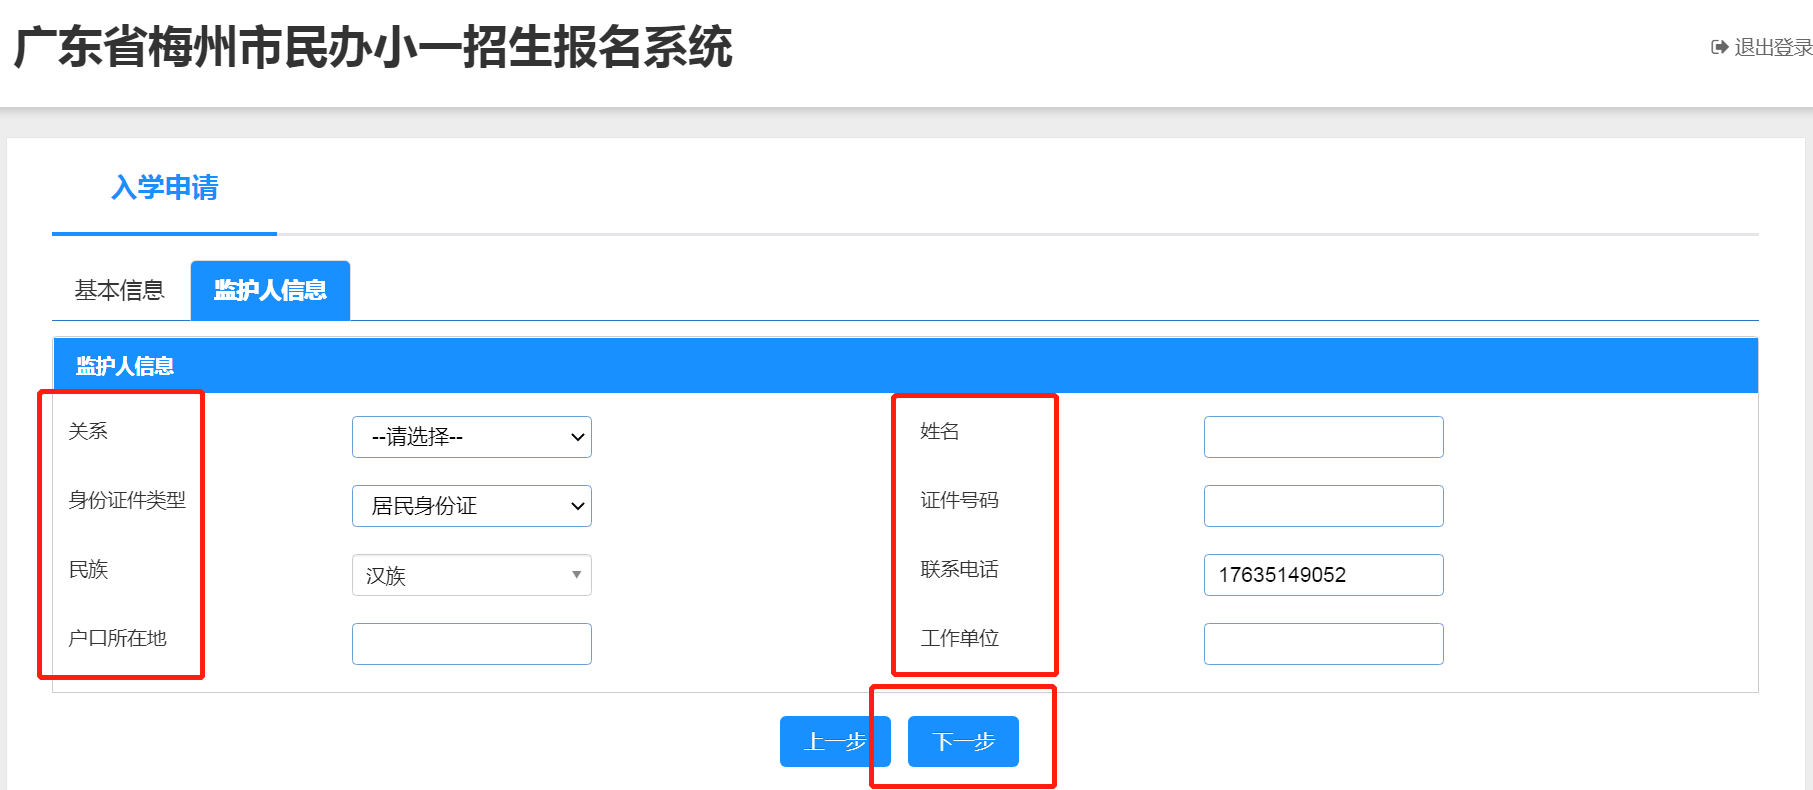 广东省梅州市民办小一招生报名系统
退出登录
入学申请
基本信息 监护人信息
监护人信息
关系 --请选择-- 姓名
身份证件类型 居民身份证 证件号码
民族 汉族 联系电话 17635149052
户口所在地 工作单位
上一步 下一步